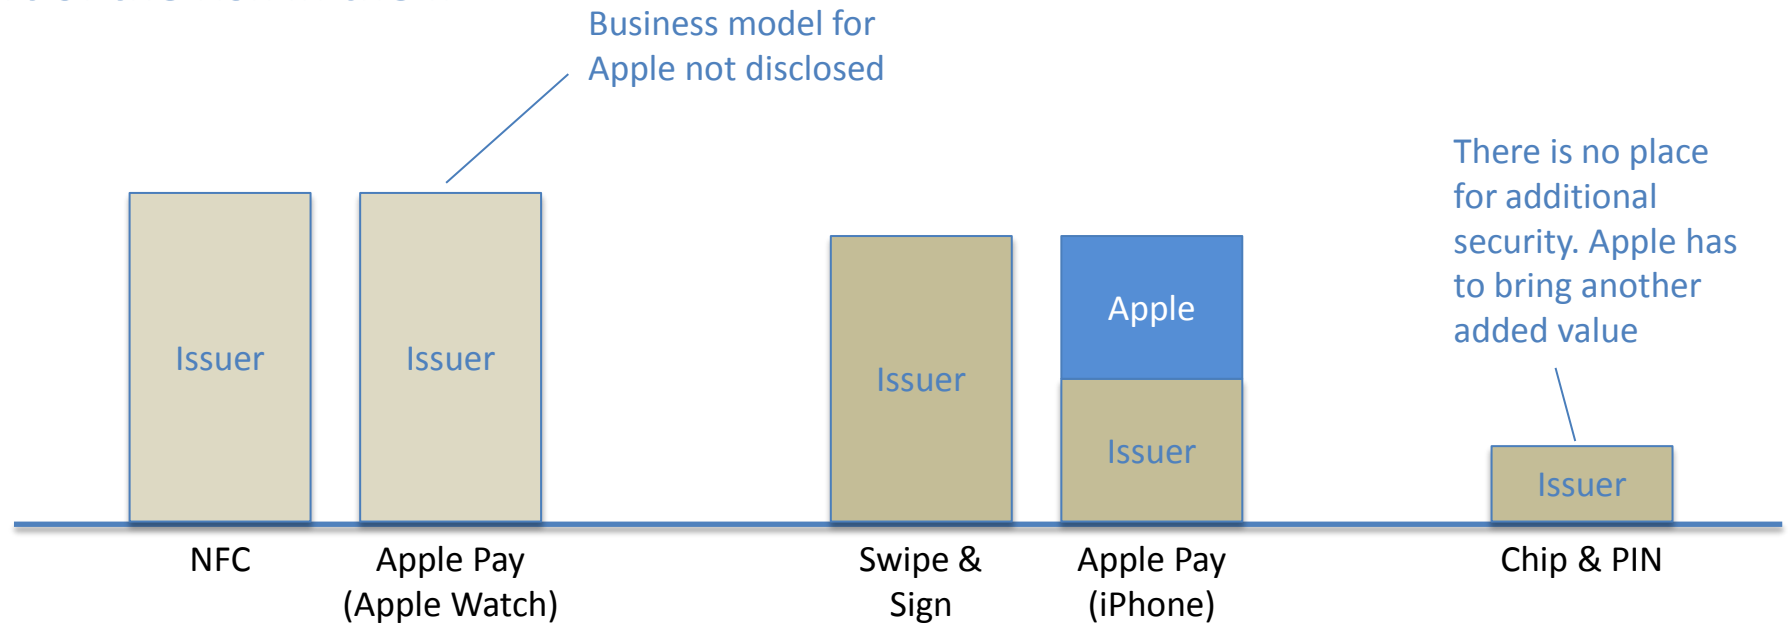 Business model for
Apple not disclosed
There is no place
for additional
security. Apple has
to bring another
added value
Issuer
Issuer
Issuer
Apple
Issuer
Issuer
NFC
Apple Pay
(Apple Watch)
Swipe &
Sign
Apple Pay
(iPhone)
Chip & PIN